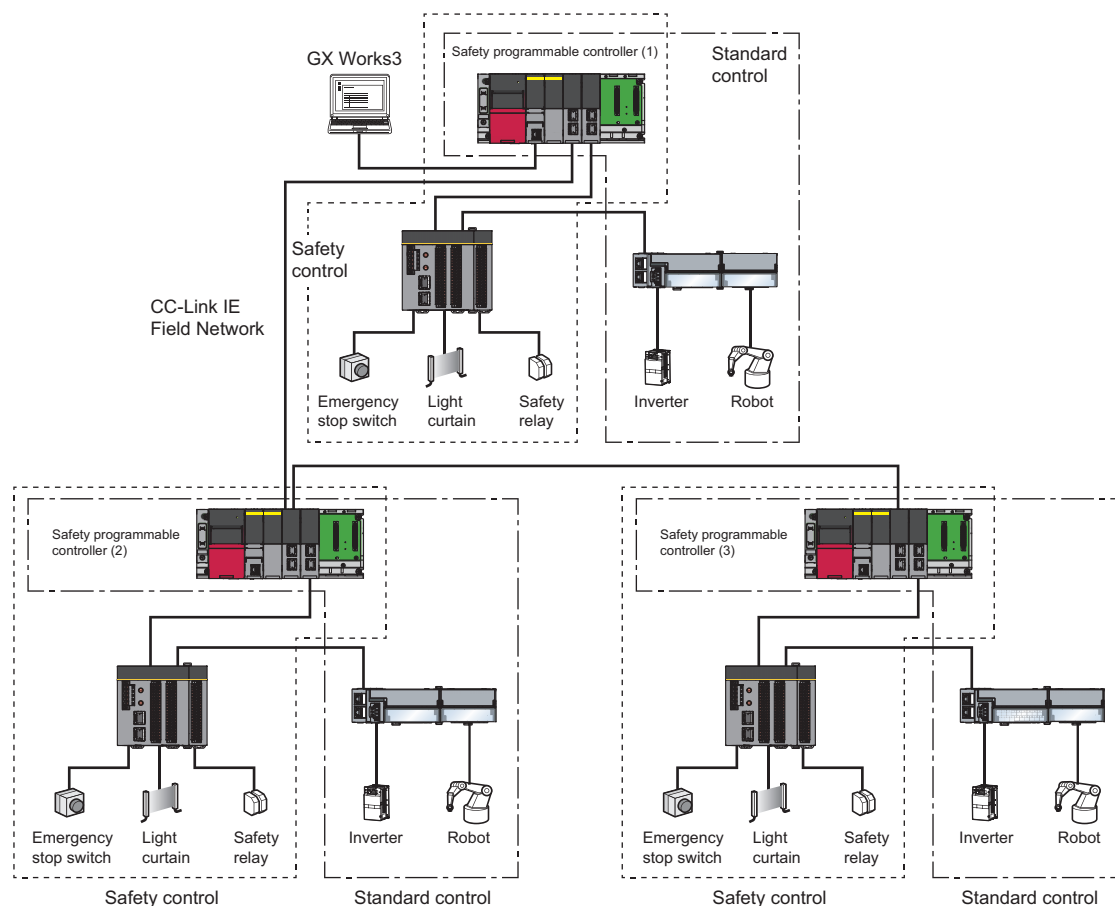 Safety programmable controller (1)
Standard
control
GX Works3
Safety
control
CC-Link IE
Field Network
Emergency
stop switch
Light
curtain
Safety
relay
Inverter
Robot
Safety programmable
controller (2)
Safety programmable
controller (3)
Emergency
stop switch
Light
curtain
Safety
relay
Inverter
Robot
Emergency
stop switch
Light
curtain
Safety
relay
Inverter
Robot
Safety control
Standard control
Safety control
Standard control